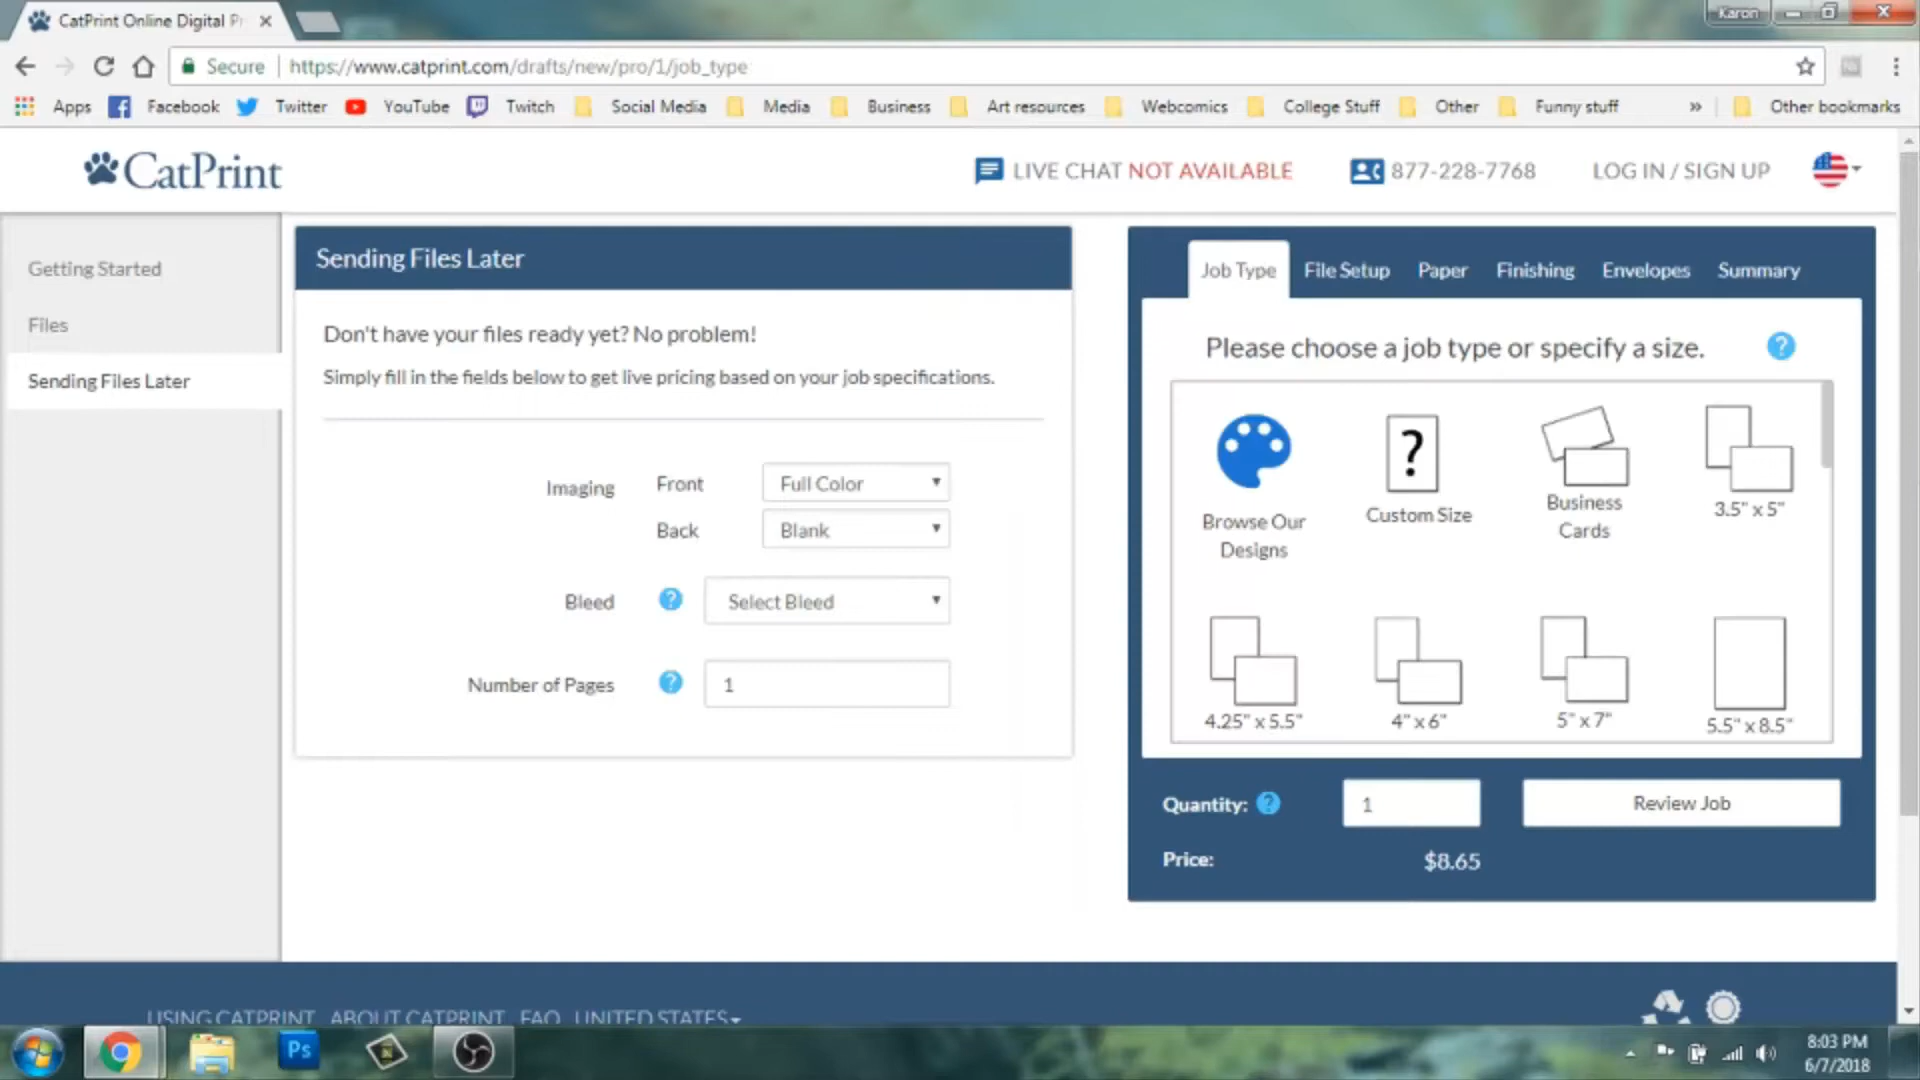 CatPrint Online Digital Pr
Karon
Secure
https://www.catprint.com/drafts/new/pro/1/job_type
Apps Facebook Twitter YouTube Twitch Social Media Media Business Art resources Webcomics College Stuff Other Funny stuff » Other bookmarks
CatPrint
LIVE CHAT NOT AVAILABLE
877-228-7768
LOG IN / SIGN UP
Getting Started
Files
Sending Files Later
Sending Files Later
Don't have your files ready yet? No problem!
Simply fill in the fields below to get live pricing based on your job specifications.
Imaging Front Full Color
Back Blank
Bleed ? Select Bleed
Number of Pages ? 1
Job Type File Setup Paper Finishing Envelopes Summary
Please choose a job type or specify a size. ?
Browse Our
Designs
?
Custom Size
Business
Cards
3.5" x 5"
4.25" x 5.5"
4" x 6"
5" x 7"
5.5" x 8.5"
Quantity: ? 1 Review Job
Price: $8.65
USING CATPRINT ABOUT CATPRINT FAQ UNITED STATES
Ps
8:03 PM
6/7/2018